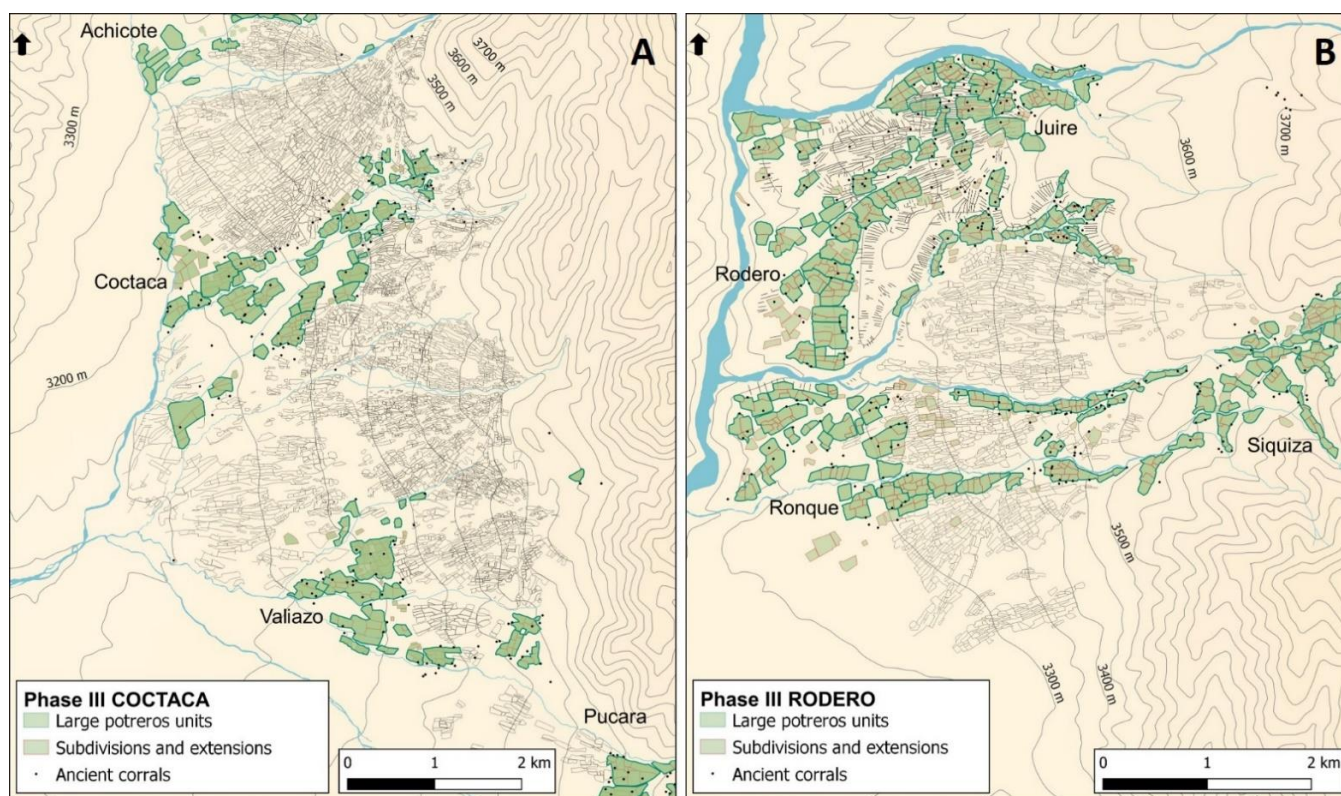 Achicote
A
3700 m
3600 m
3500 m
3300 m
Coctaca
3200 m
Valiazo
Pucara
Phase III COCTACA
Large potreros units
Subdivisions and extensions
Ancient corrals
0 1 2 km
B
Juire
3700 m
3600 m
Rodero
Siquiza
Ronque
3500 m
3300 m
3400 m
Phase III RODERO
Large potreros units
Subdivisions and extensions
Ancient corrals
0 1 2 km